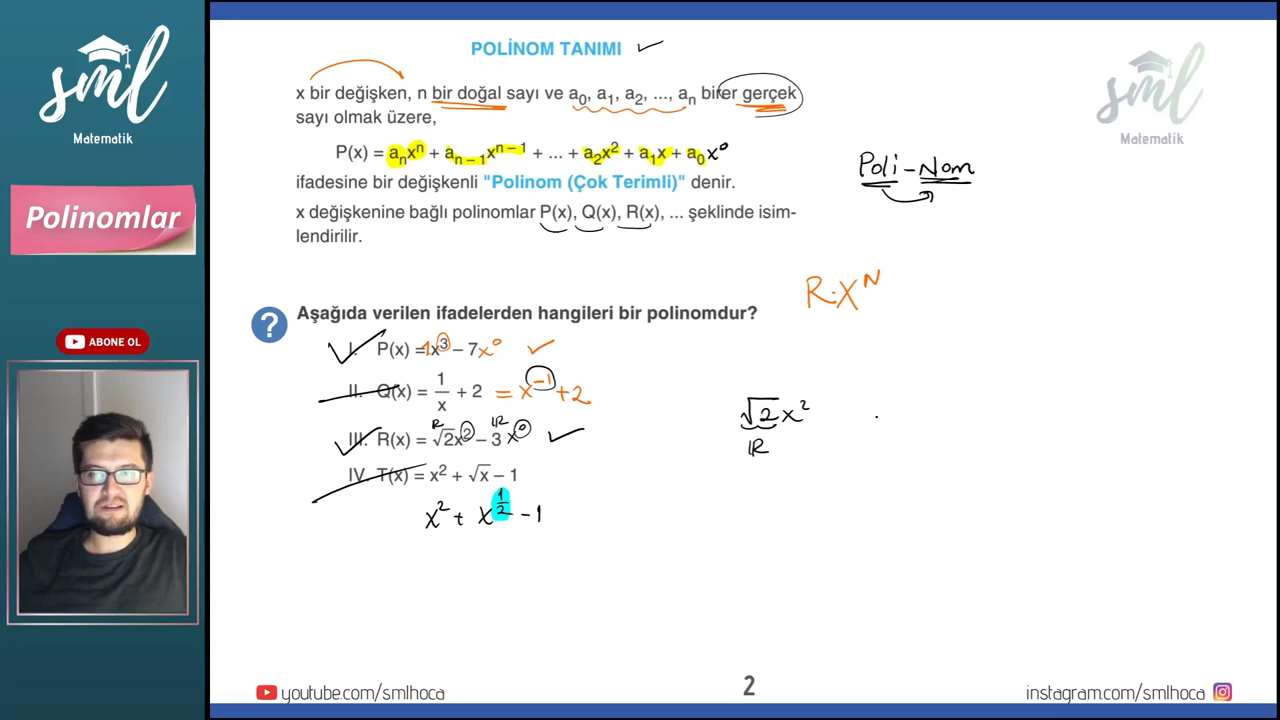 sml
Matematik
Polinomlar
ABONE OL
POLİNOM TANIMI
x bir değişken, n bir doğal sayı ve a₀, a₁, a₂, ..., aₙ birer gerçek
sayı olmak üzere,
P(x) = aₙxⁿ + aₙ₋₁xⁿ⁻¹ + ... + a₂x² + a₁x + a₀x⁰
ifadesine bir değişkenli "Polinom (Çok Terimli)" denir.
x değişkenine bağlı polinomlar P(x), Q(x), R(x), ... şeklinde isim-
lendirilir.
sml
Matematik
Poli-Nom
R.x^N
? Aşağıda verilen ifadelerden hangileri bir polinomdur?
I. P(x) = 1x³ – 7x⁰
II. Q(x) = 1/x + 2 = x⁻¹ + 2
R IR
III. R(x) = √2x² – 3x⁰
IV. T(x) = x² + √x – 1
x² + x^1/2 - 1
√2x²
IR
youtube.com/smlhoca
2
instagram.com/smlhoca